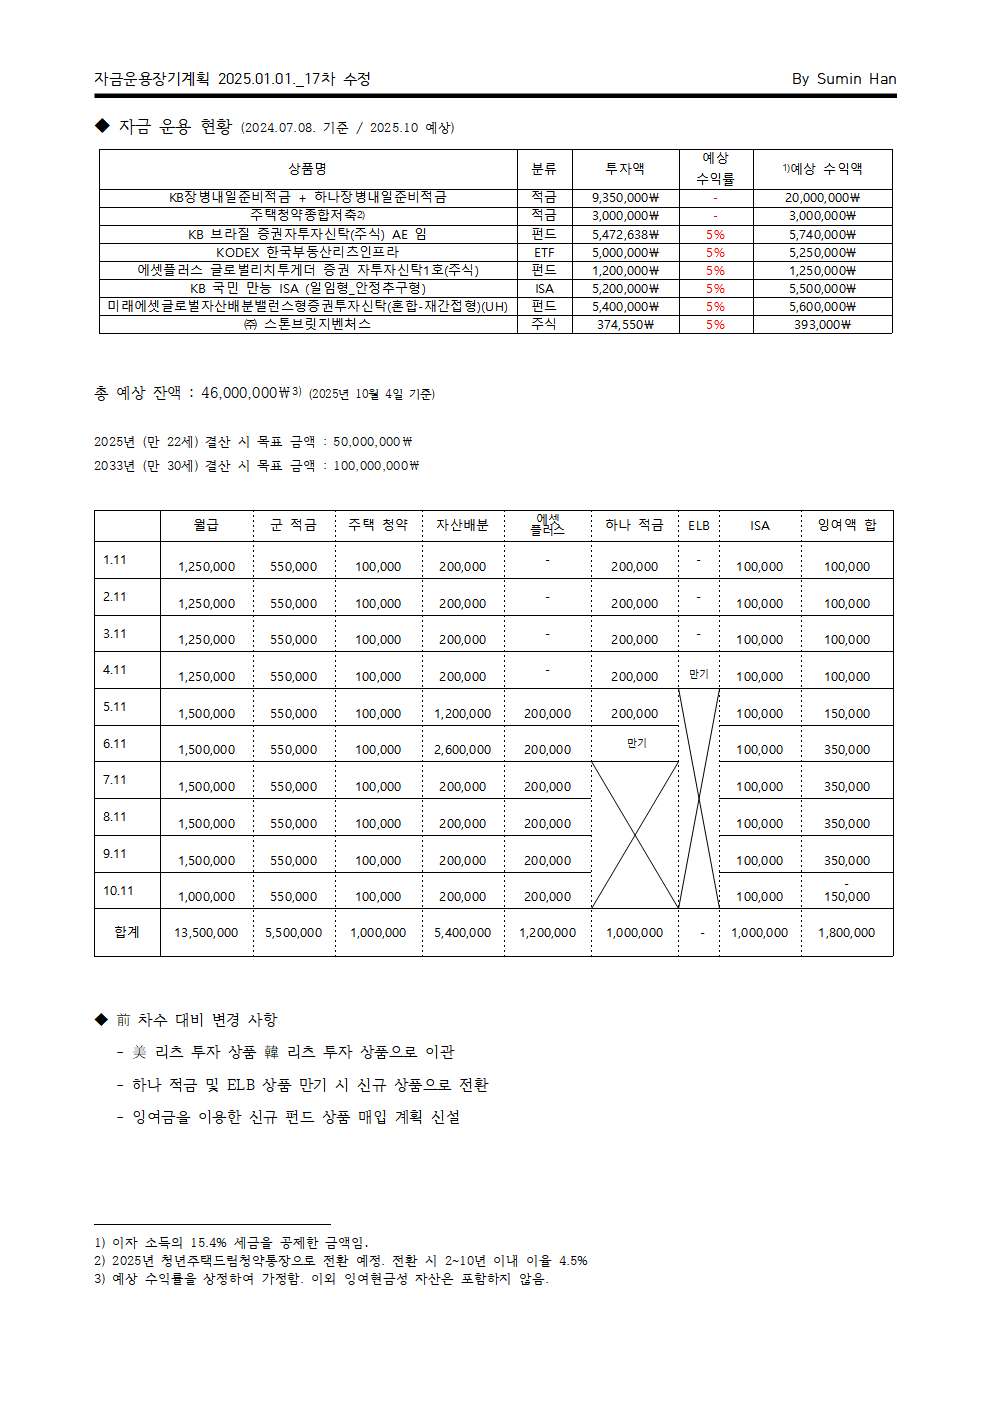 자금운용장기계획 2025.01.01._17차 수정 By Sumin Han
◆ 자금 운용 현황 (2024.07.08. 기준 / 2025.10 예상)
상품명 분류 투자액 예상 수익률 1)예상 수익액
KB장병내일준비적금 + 하나장병내일준비적금 적금 9,350,000₩ - 20,000,000₩
주택청약종합저축2) 적금 3,000,000₩ - 3,000,000₩
KB 브라질 증권자투자신탁(주식) AE 임 펀드 5,472,638₩ 5% 5,740,000₩
KODEX 한국부동산리츠인프라 ETF 5,000,000₩ 5% 5,250,000₩
에셋플러스 글로벌리치투게더 증권 자투자신탁1호(주식) 펀드 1,200,000₩ 5% 1,250,000₩
KB 국민 만능 ISA (일임형_안정추구형) ISA 5,200,000₩ 5% 5,500,000₩
미래에셋글로벌자산배분밸런스형증권투자신탁(혼합-재간접형)(UH) 펀드 5,400,000₩ 5% 5,600,000₩
㈜ 스톤브릿지벤처스 주식 374,550₩ 5% 393,000₩
총 예상 잔액 : 46,000,000₩3) (2025년 10월 4일 기준)
2025년 (만 22세) 결산 시 목표 금액 : 50,000,000₩
2033년 (만 30세) 결산 시 목표 금액 : 100,000,000₩
월급 군 적금 주택 청약 자산배분 에셋 플러스 하나 적금 ELB ISA 잉여액 합
1.11 1,250,000 550,000 100,000 200,000 - 200,000 - 100,000 100,000
2.11 1,250,000 550,000 100,000 200,000 - 200,000 - 100,000 100,000
3.11 1,250,000 550,000 100,000 200,000 - 200,000 - 100,000 100,000
4.11 1,250,000 550,000 100,000 200,000 - 200,000 만기 100,000 100,000
5.11 1,500,000 550,000 100,000 1,200,000 200,000 200,000 100,000 150,000
6.11 1,500,000 550,000 100,000 2,600,000 200,000 만기 100,000 350,000
7.11 1,500,000 550,000 100,000 200,000 200,000 100,000 350,000
8.11 1,500,000 550,000 100,000 200,000 200,000 100,000 350,000
9.11 1,500,000 550,000 100,000 200,000 200,000 100,000 350,000
10.11 1,000,000 550,000 100,000 200,000 200,000 100,000 -150,000
합계 13,500,000 5,500,000 1,000,000 5,400,000 1,200,000 1,000,000 - 1,000,000 1,800,000
◆ 前 차수 대비 변경 사항
- 美 리츠 투자 상품 韓 리츠 투자 상품으로 이관
- 하나 적금 및 ELB 상품 만기 시 신규 상품으로 전환
- 잉여금을 이용한 신규 펀드 상품 매입 계획 신설
1) 이자 소득의 15.4% 세금을 공제한 금액임.
2) 2025년 청년주택드림청약통장으로 전환 예정. 전환 시 2~10년 이내 이율 4.5%
3) 예상 수익률을 상정하여 가정함. 이외 잉여현금성 자산은 포함하지 않음.